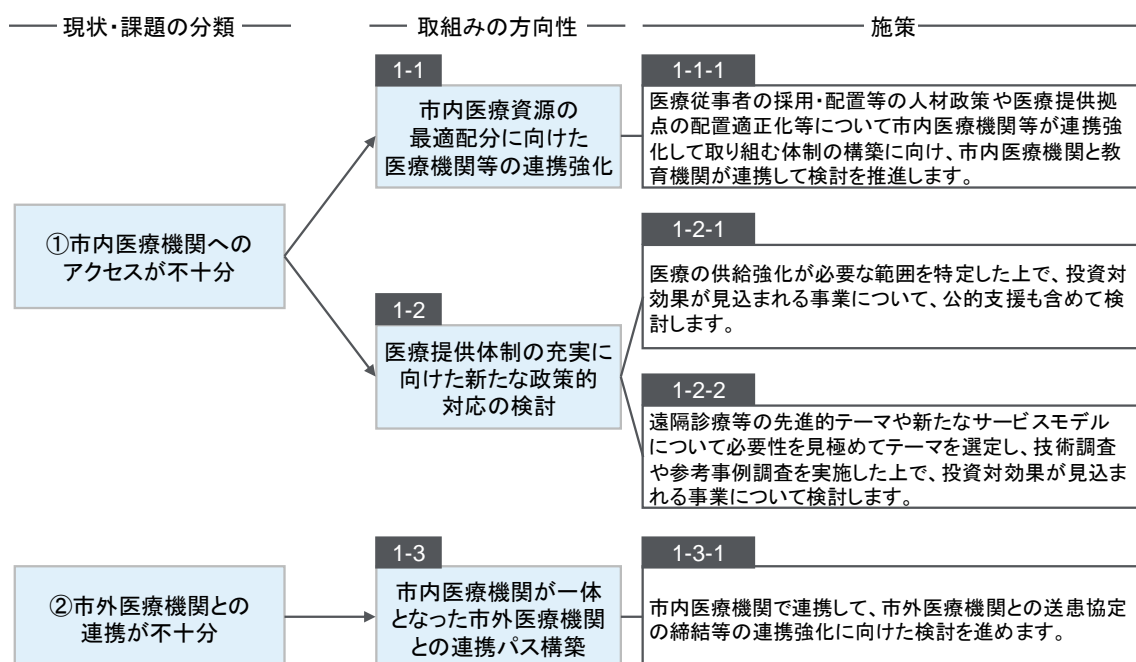 現状・課題の分類
取組みの方向性
施策
①市内医療機関への
アクセスが不十分
1-1
市内医療資源の
最適配分に向けた
医療機関等の連携強化
1-1-1
医療従事者の採用・配置等の人材政策や医療提供拠
点の配置適正化等について市内医療機関等が連携強
化して取り組む体制の構築に向け、市内医療機関と教
育機関が連携して検討を推進します。
1-2
医療提供体制の充実に
向けた新たな政策的
対応の検討
1-2-1
医療の供給強化が必要な範囲を特定した上で、投資対
効果が見込まれる事業について、公的支援も含めて検
討します。
1-2-2
遠隔診療等の先進的テーマや新たなサービスモデル
について必要性を見極めてテーマを選定し、技術調査
や参考事例調査を実施した上で、投資対効果が見込ま
れる事業について検討します。
②市外医療機関との
連携が不十分
1-3
市内医療機関が一体
となった市外医療機関
との連携パス構築
1-3-1
市内医療機関で連携して、市外医療機関との送患協定
の締結等の連携強化に向けた検討を進めます。